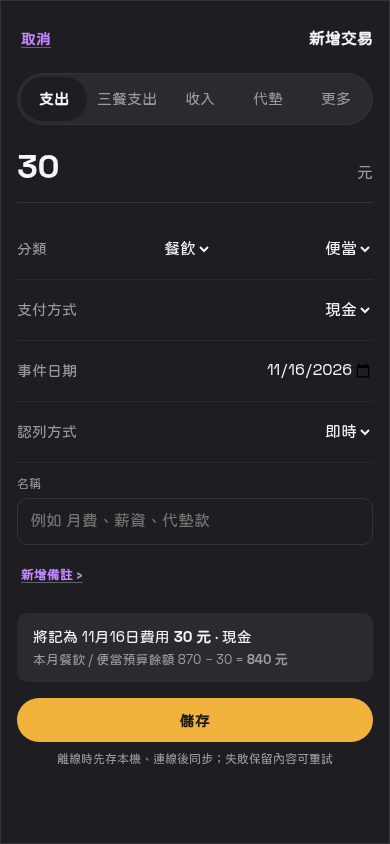 取消 新增交易
支出 三餐支出 收入 代墊 更多
30 元
分類 餐飲 便當
支付方式 現金
事件日期 11/16/2026
認列方式 即時
名稱
例如 月費、薪資、代墊款
新增備註 >
將記為 11月16日費用 30 元 · 現金
本月餐飲 / 便當預算餘額 870 − 30 = 840 元
儲存
離線時先存本機、連線後同步；失敗保留內容可重試